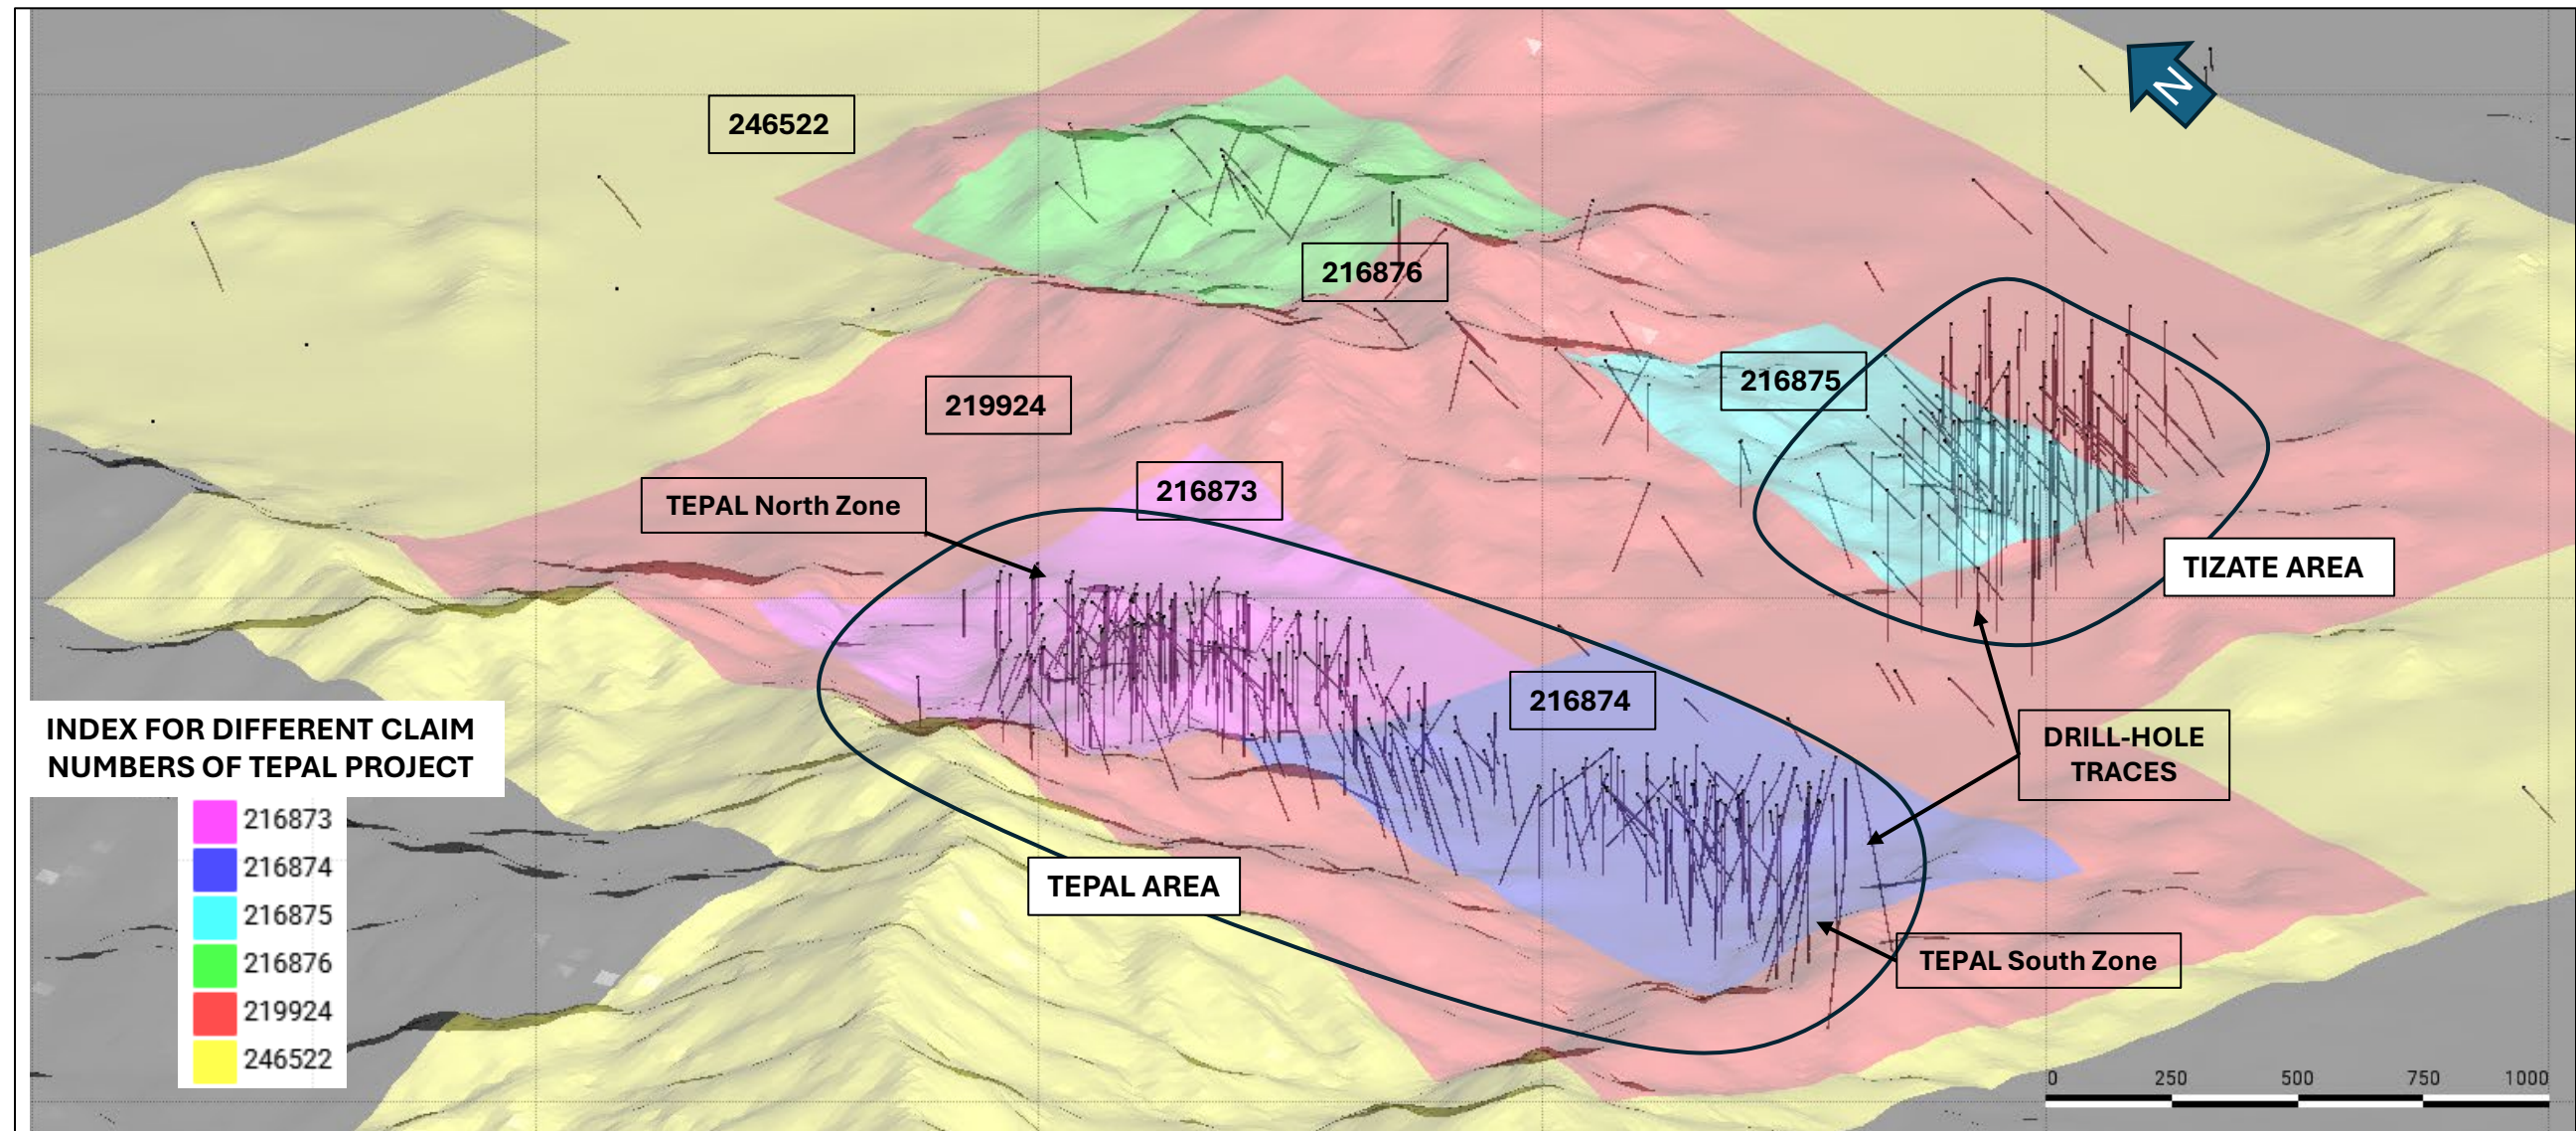 N
246522
216876
216875
219924
216873
TEPAL North Zone
TIZATE AREA
216874
INDEX FOR DIFFERENT CLAIM
NUMBERS OF TEPAL PROJECT
216873
216874
216875
216876
219924
246522
DRILL-HOLE
TRACES
TEPAL AREA
TEPAL South Zone
0 250 500 750 1000